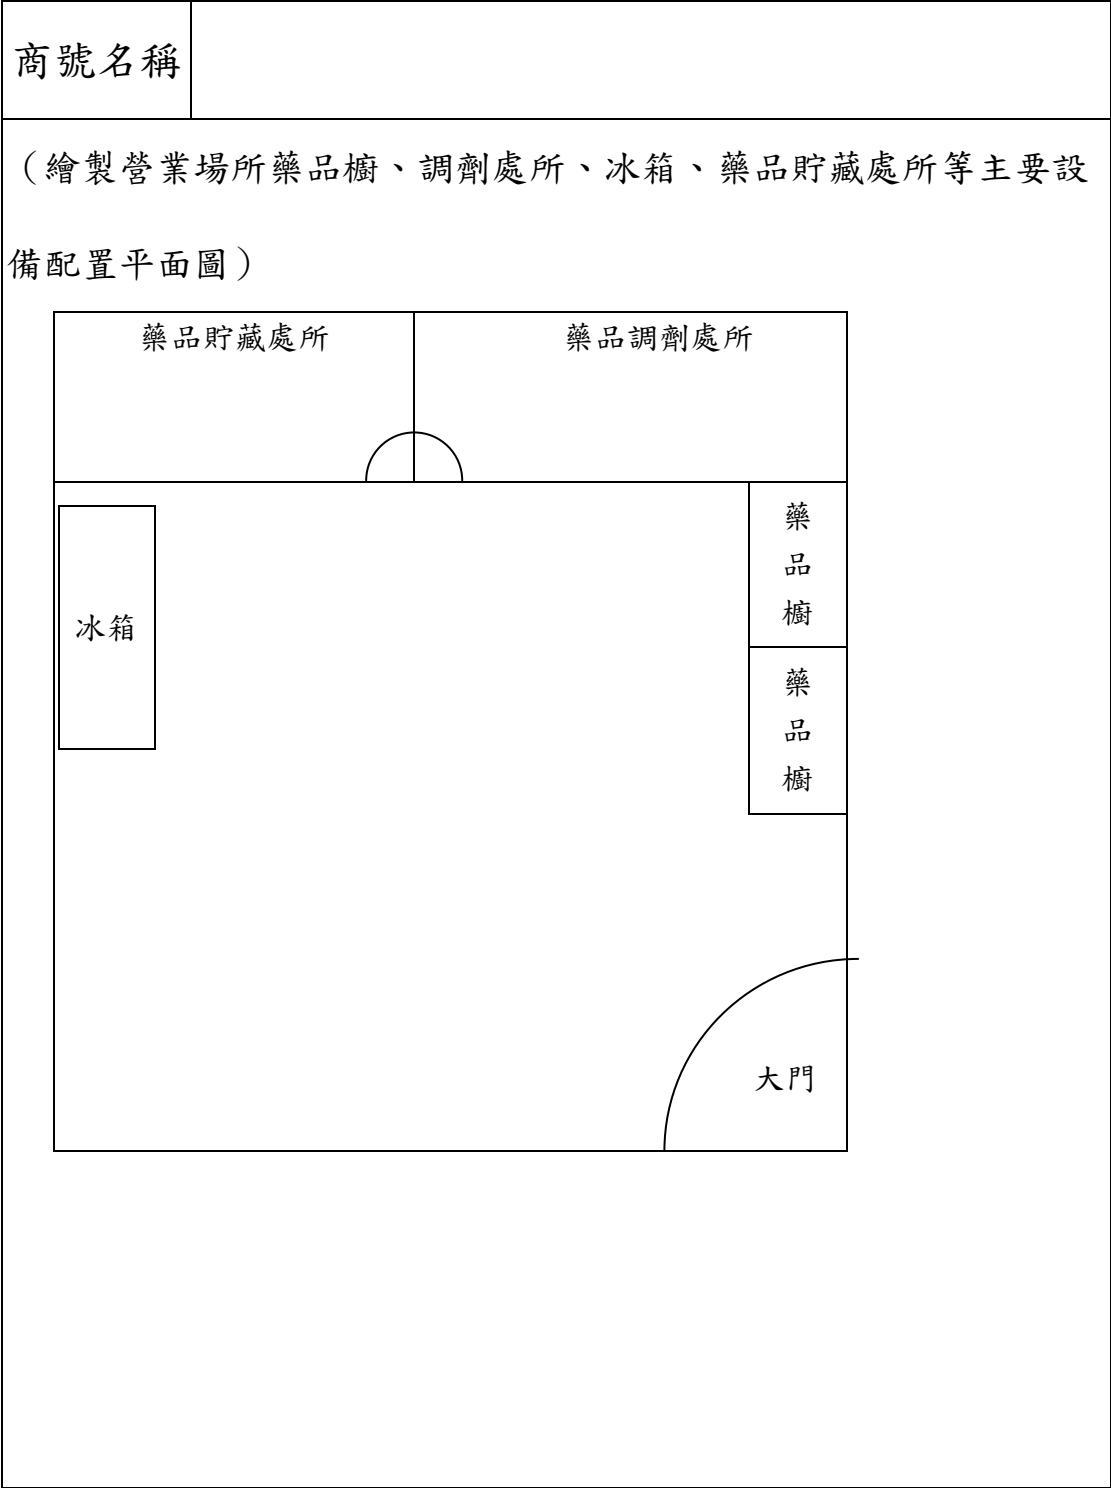 商號名稱
（繪製營業場所藥品櫥、調劑處所、冰箱、藥品貯藏處所等主要設
備配置平面圖）
藥品貯藏處所
藥品調劑處所
冰箱
藥
品
櫥
藥
品
櫥
大門